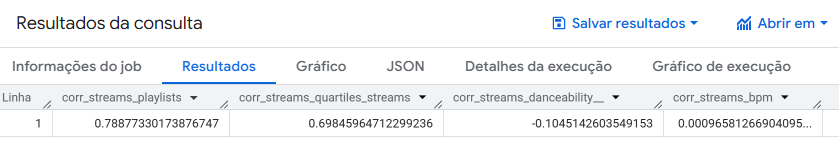 Resultados da consulta
Salvar resultados
Abrir em
Informações do job
Resultados
Gráfico
JSON
Detalhes da execução
Gráfico de execução
Linha corr_streams_playlists corr_streams_quartiles_streams corr_streams_danceability__ corr_streams_bpm
1 0.78877330173876747 0.69845964712299236 -0.1045142603549153 0.00096581266904095...